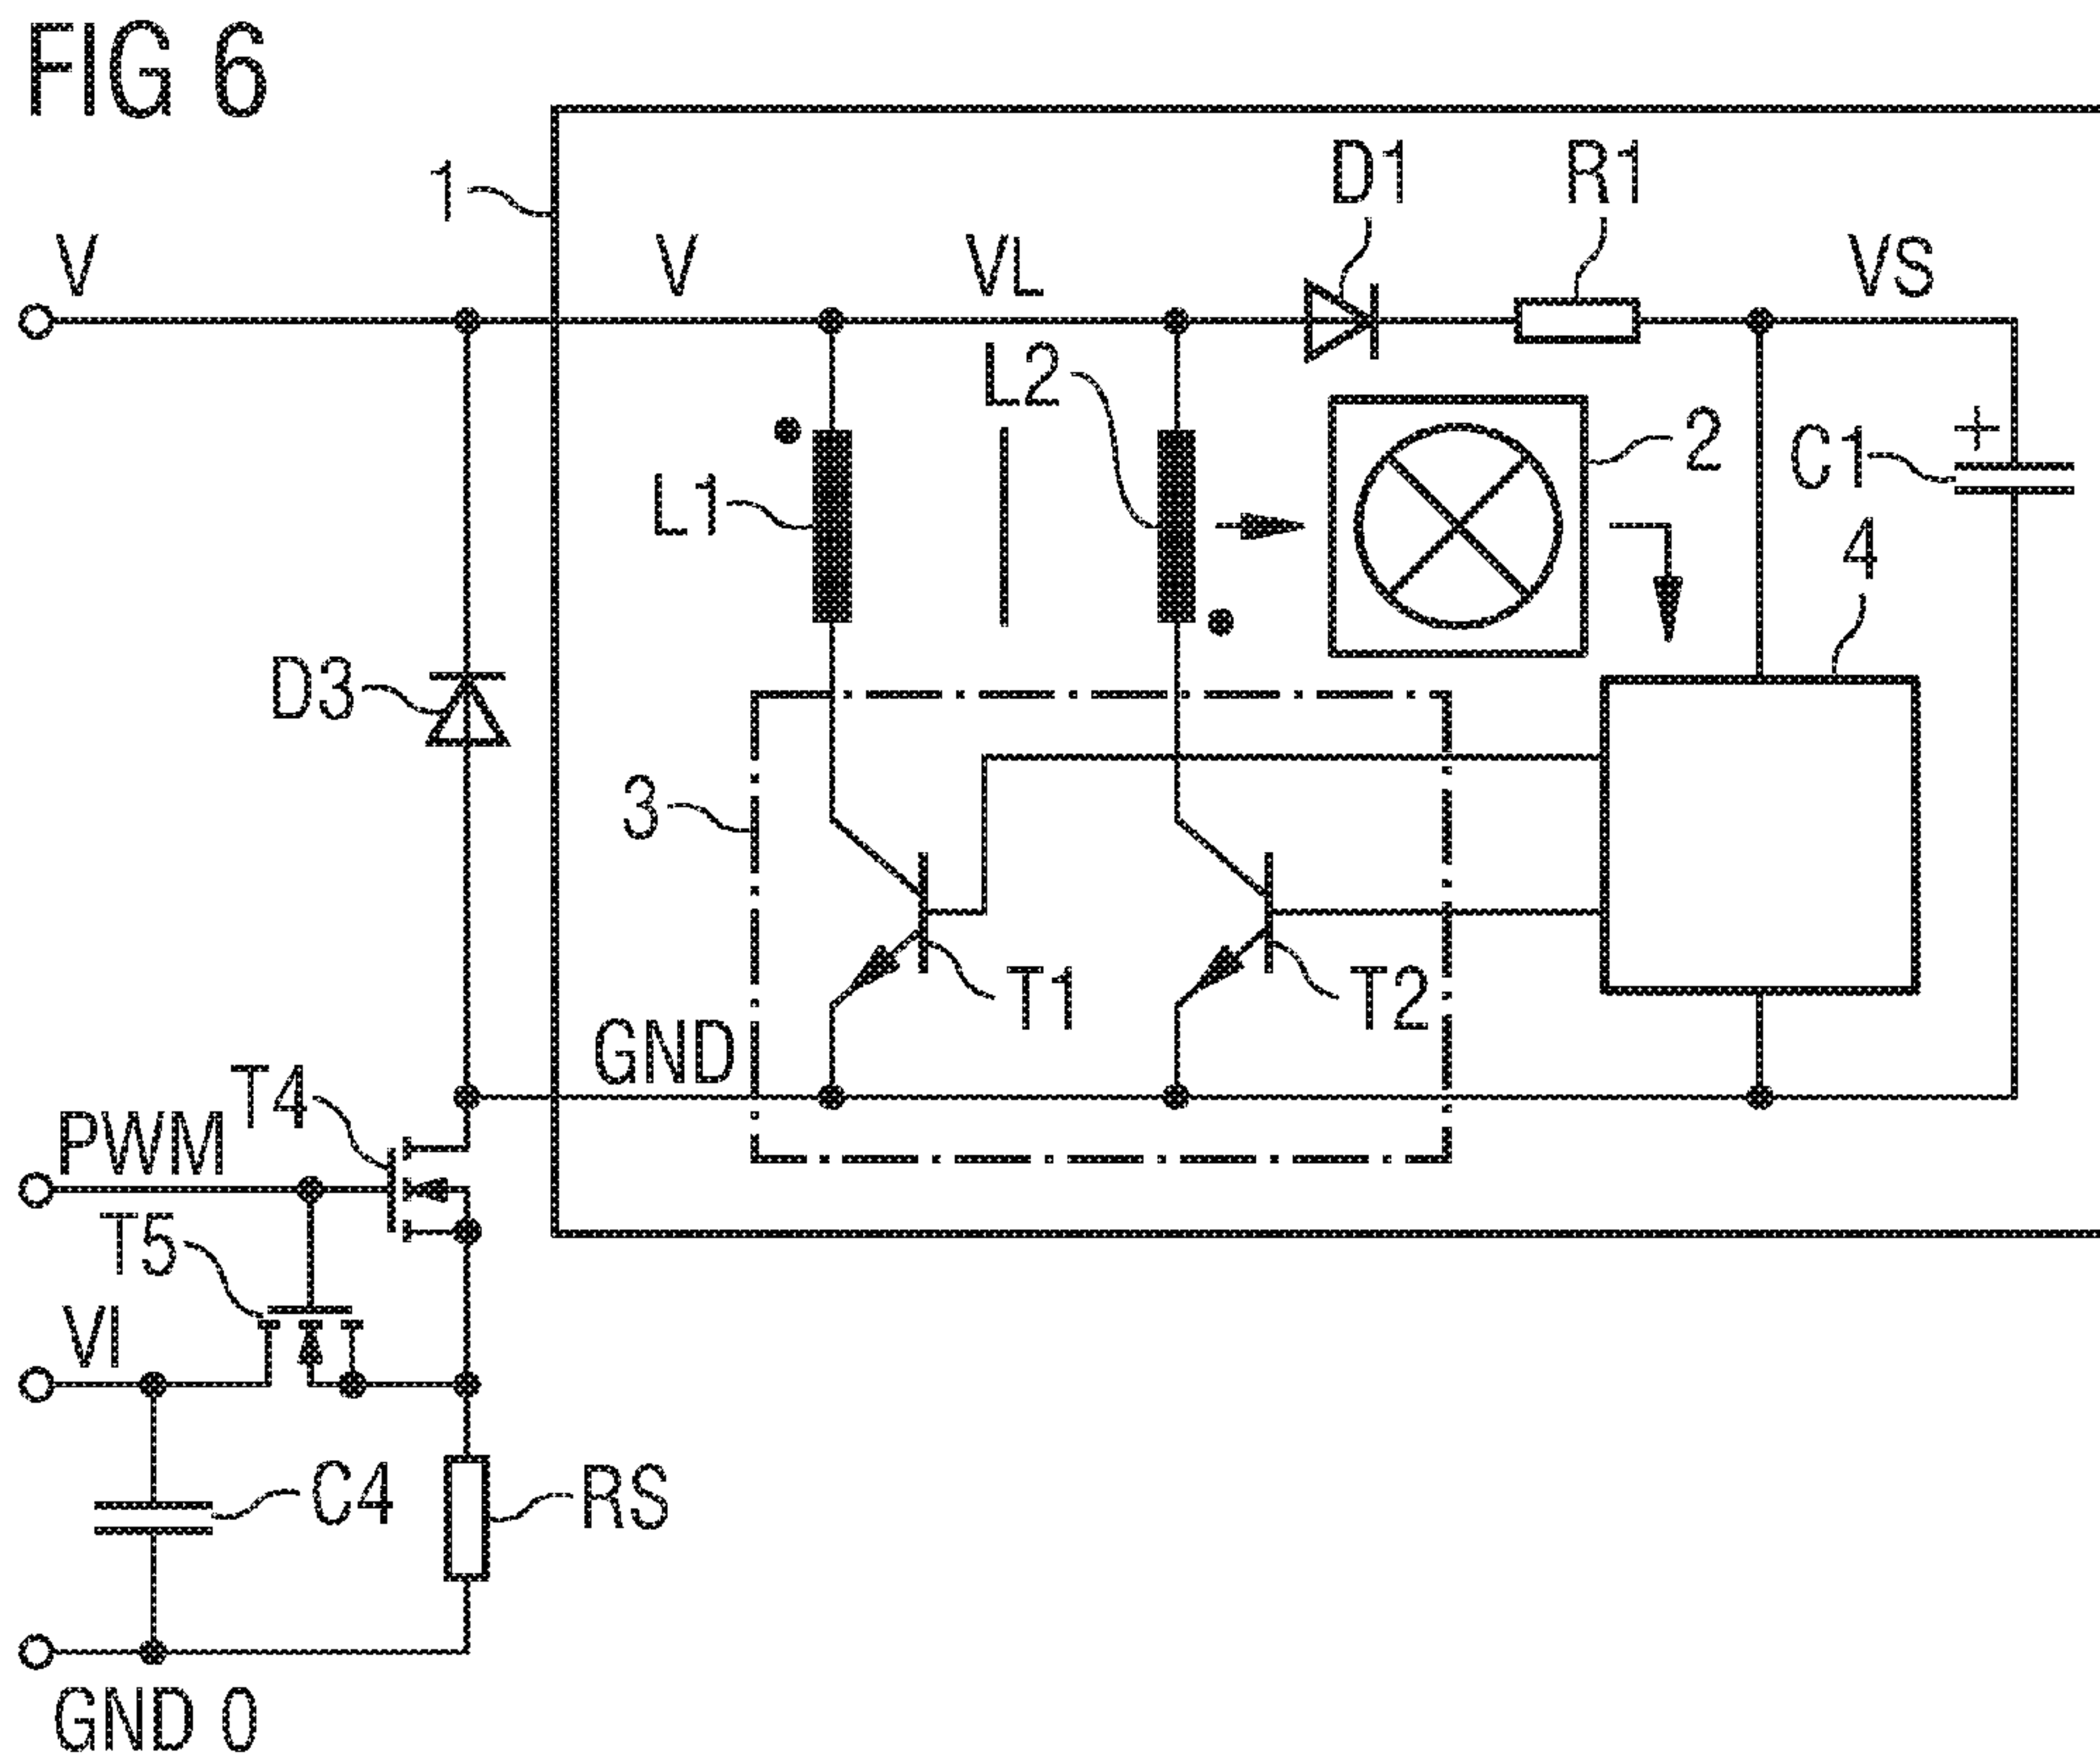 FIG 6
1
D1
R1
V
V
VL
VS
L2
2
C1
L1
4
D3
3
T1
T2
GND
T4
PWM
T5
VI
C4
RS
GND 0
+